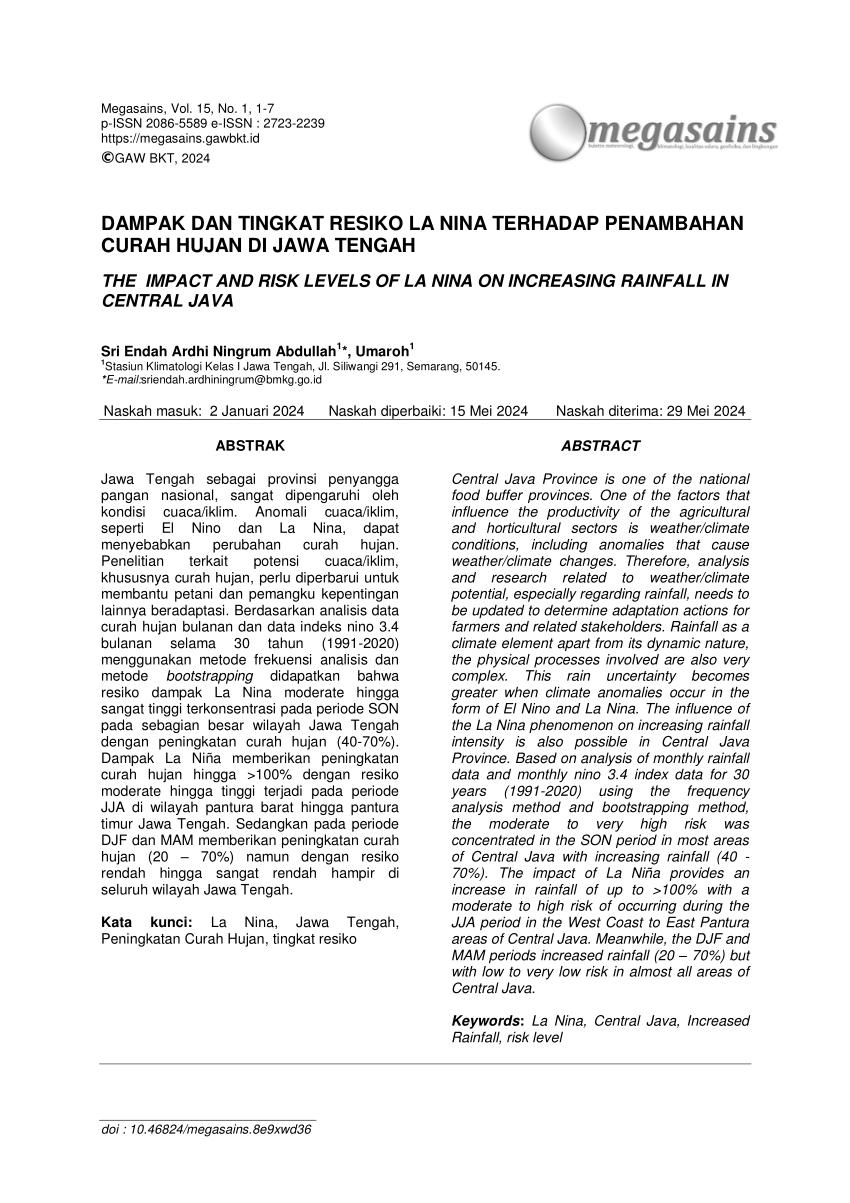 Megasains, Vol. 15, No. 1, 1-7
p-ISSN 2086-5589 e-ISSN : 2723-2239
https://megasains.gawbkt.id
©GAW BKT, 2024
megasains
buletin meteorologi, klimatologi, kualitas udara, geofisika, dan lingkungan
DAMPAK DAN TINGKAT RESIKO LA NINA TERHADAP PENAMBAHAN
CURAH HUJAN DI JAWA TENGAH
THE IMPACT AND RISK LEVELS OF LA NINA ON INCREASING RAINFALL IN
CENTRAL JAVA
Sri Endah Ardhi Ningrum Abdullah1*, Umaroh1
1Stasiun Klimatologi Kelas I Jawa Tengah, Jl. Siliwangi 291, Semarang, 50145.
*E-mail:sriendah.ardhiningrum@bmkg.go.id
Naskah masuk: 2 Januari 2024 Naskah diperbaiki: 15 Mei 2024 Naskah diterima: 29 Mei 2024
ABSTRAK
Jawa Tengah sebagai provinsi penyangga
pangan nasional, sangat dipengaruhi oleh
kondisi cuaca/iklim. Anomali cuaca/iklim,
seperti El Nino dan La Nina, dapat
menyebabkan perubahan curah hujan.
Penelitian terkait potensi cuaca/iklim,
khususnya curah hujan, perlu diperbarui untuk
membantu petani dan pemangku kepentingan
lainnya beradaptasi. Berdasarkan analisis data
curah hujan bulanan dan data indeks nino 3.4
bulanan selama 30 tahun (1991-2020)
menggunakan metode frekuensi analisis dan
metode bootstrapping didapatkan bahwa
resiko dampak La Nina moderate hingga
sangat tinggi terkonsentrasi pada periode SON
pada sebagian besar wilayah Jawa Tengah
dengan peningkatan curah hujan (40-70%).
Dampak La Niña memberikan peningkatan
curah hujan hingga >100% dengan resiko
moderate hingga tinggi terjadi pada periode
JJA di wilayah pantura barat hingga pantura
timur Jawa Tengah. Sedangkan pada periode
DJF dan MAM memberikan peningkatan curah
hujan (20 – 70%) namun dengan resiko
rendah hingga sangat rendah hampir di
seluruh wilayah Jawa Tengah.
Kata kunci: La Nina, Jawa Tengah,
Peningkatan Curah Hujan, tingkat resiko
ABSTRACT
Central Java Province is one of the national
food buffer provinces. One of the factors that
influence the productivity of the agricultural
and horticultural sectors is weather/climate
conditions, including anomalies that cause
weather/climate changes. Therefore, analysis
and research related to weather/climate
potential, especially regarding rainfall, needs to
be updated to determine adaptation actions for
farmers and related stakeholders. Rainfall as a
climate element apart from its dynamic nature,
the physical processes involved are also very
complex. This rain uncertainty becomes
greater when climate anomalies occur in the
form of El Nino and La Nina. The influence of
the La Nina phenomenon on increasing rainfall
intensity is also possible in Central Java
Province. Based on analysis of monthly rainfall
data and monthly nino 3.4 index data for 30
years (1991-2020) using the frequency
analysis method and bootstrapping method,
the moderate to very high risk was
concentrated in the SON period in most areas
of Central Java with increasing rainfall (40 -
70%). The impact of La Niña provides an
increase in rainfall of up to >100% with a
moderate to high risk of occurring during the
JJA period in the West Coast to East Pantura
areas of Central Java. Meanwhile, the DJF and
MAM periods increased rainfall (20 – 70%) but
with low to very low risk in almost all areas of
Central Java.
Keywords: La Nina, Central Java, Increased
Rainfall, risk level
doi : 10.46824/megasains.8e9xwd36